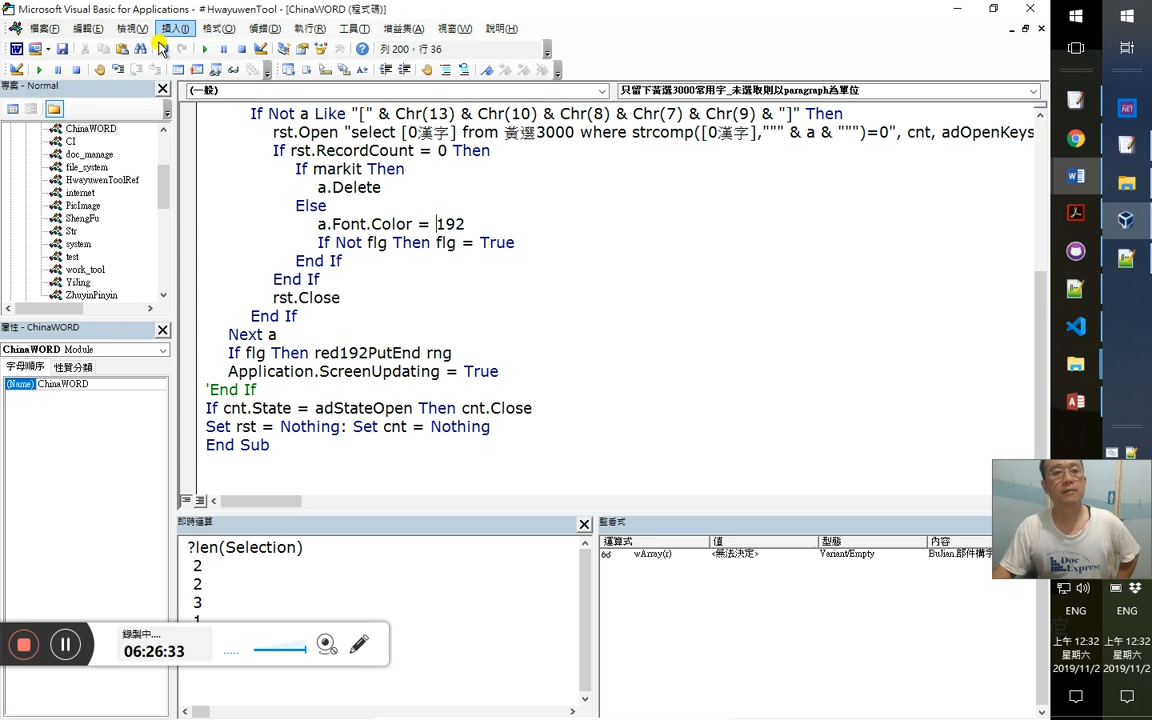 Microsoft Visual Basic for Applications - #HwayuwenTool - [ChinaWORD (程式碼)]
檔案(F) 編輯(E) 檢視(V) 插入(I) 格式(O) 偵錯(D) 執行(R) 工具(T) 增益集(A) 視窗(W) 說明(H)
列 200，行 36
專案 - Normal
ChinaWORD
CI
doc_manage
file_system
HwayuwenToolRef
internet
PicImage
ShengFu
Str
system
test
work_tool
YiJing
ZhuyinPinyin
屬性 - ChinaWORD
ChinaWORD Module
字母順序 性質分類
(Name) ChinaWORD
(一般)
只留下黃選3000常用字_未選取則以paragraph為單位
If Not a Like "[" & Chr(13) & Chr(10) & Chr(8) & Chr(7) & Chr(9) & "]" Then
rst.Open "select [0漢字] from 黃選3000 where strcomp([0漢字],""" & a & """)=0", cnt, adOpenKeys
If rst.RecordCount = 0 Then
If markit Then
a.Delete
Else
a.Font.Color = 192
If Not flg Then flg = True
End If
End If
rst.Close
End If
Next a
If flg Then red192PutEnd rng
Application.ScreenUpdating = True
'End If
If cnt.State = adStateOpen Then cnt.Close
Set rst = Nothing: Set cnt = Nothing
End Sub
即時運算
?len(Selection)
2
2
3
1
監看式
運算式 值 型態 內容
wArray(r) <無法決定> Variant/Empty BuJian.部件構字
錄製中....
06:26:33
ENG ENG
上午 12:32 上午 12:32
星期六 星期六
2019/11/2 2019/11/2